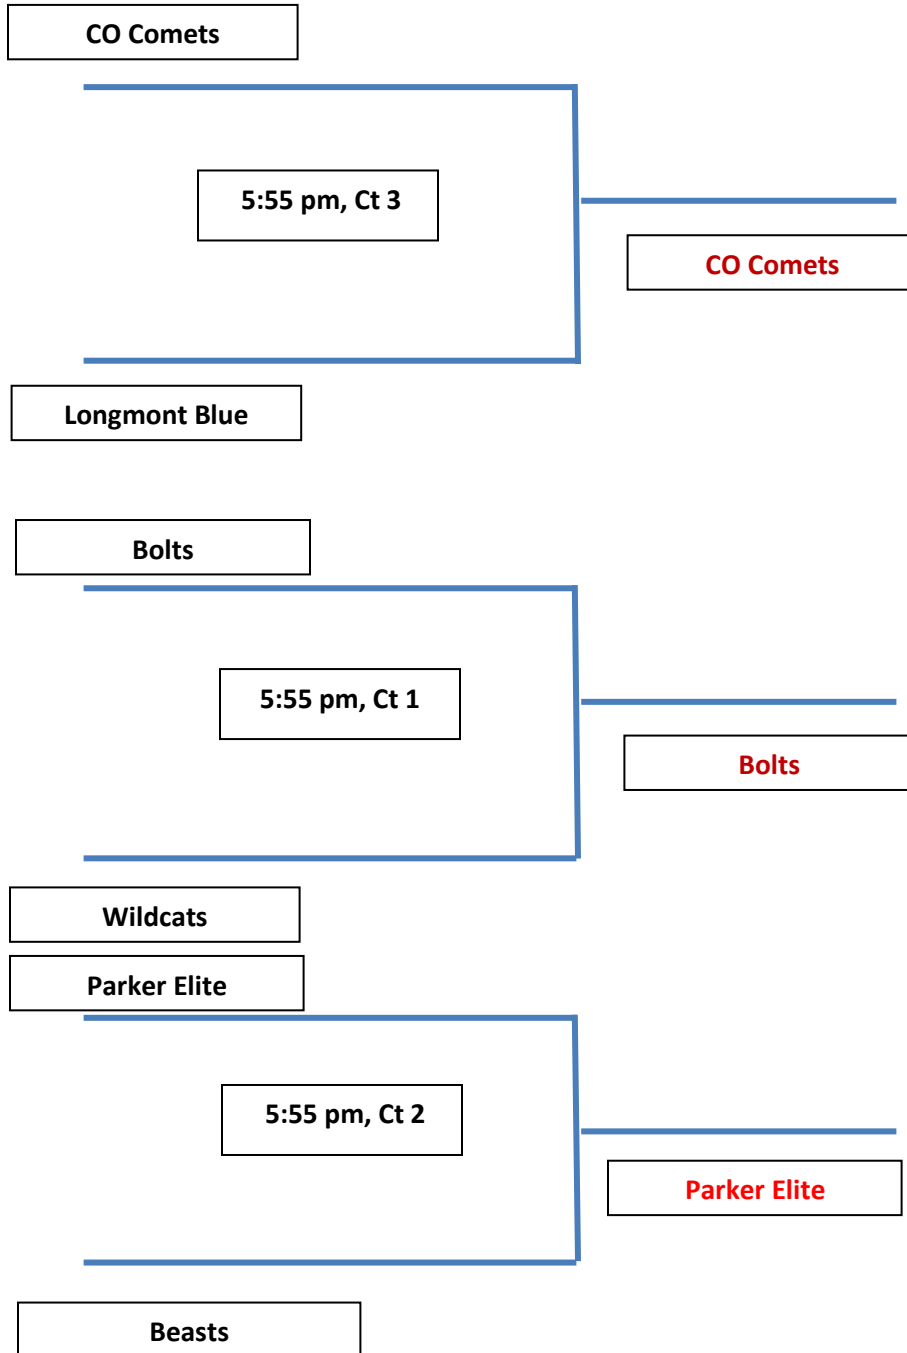 CO Comets
5:55 pm, Ct 3
CO Comets
Longmont Blue
Bolts
5:55 pm, Ct 1
Bolts
Wildcats
Parker Elite
5:55 pm, Ct 2
Parker Elite
Beasts